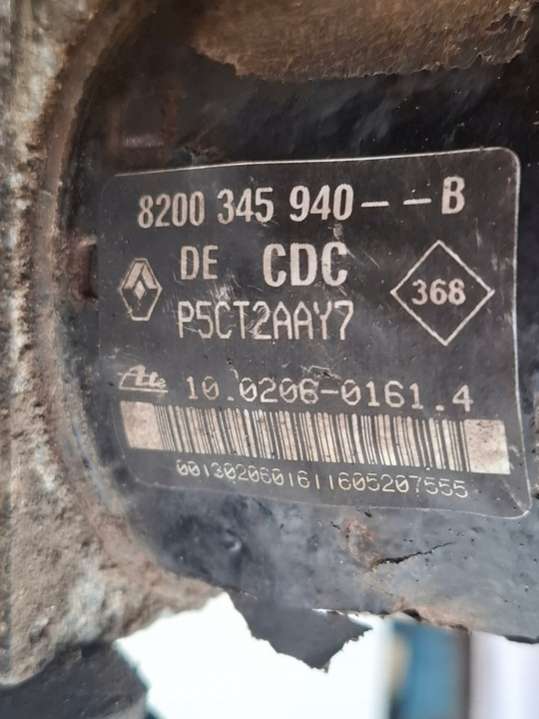 8200 345 940--B
DE CDC
368
P5CT2AAY7
Ate 10.0206-0161.4
0013020601611605207555